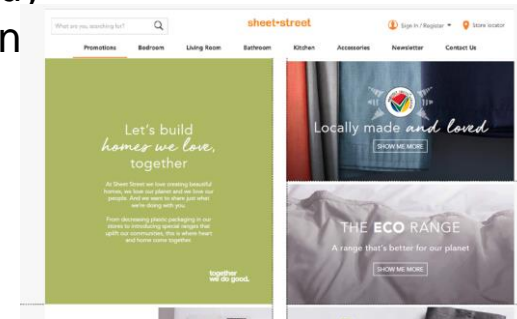 What are you, searching for?
sheet•street
Sign In / Register
Store locator
Promotions Bedroom Living Room Bathroom Kitchen Accessories Newsletter Contact Us
Let's build
homes we love,
together
At Sheet Street we love creating beautiful
homes, we love our planet and we love our
people. And we want to share just what
we're doing with you.
From decreasing plastic packaging in our
stores to introducing special ranges that
uplift our communities, this is where heart
and home come together.
together
we do good.
Locally made and loved
SHOW ME MORE
THE ECO RANGE
A range that's better for our planet
SHOW ME MORE